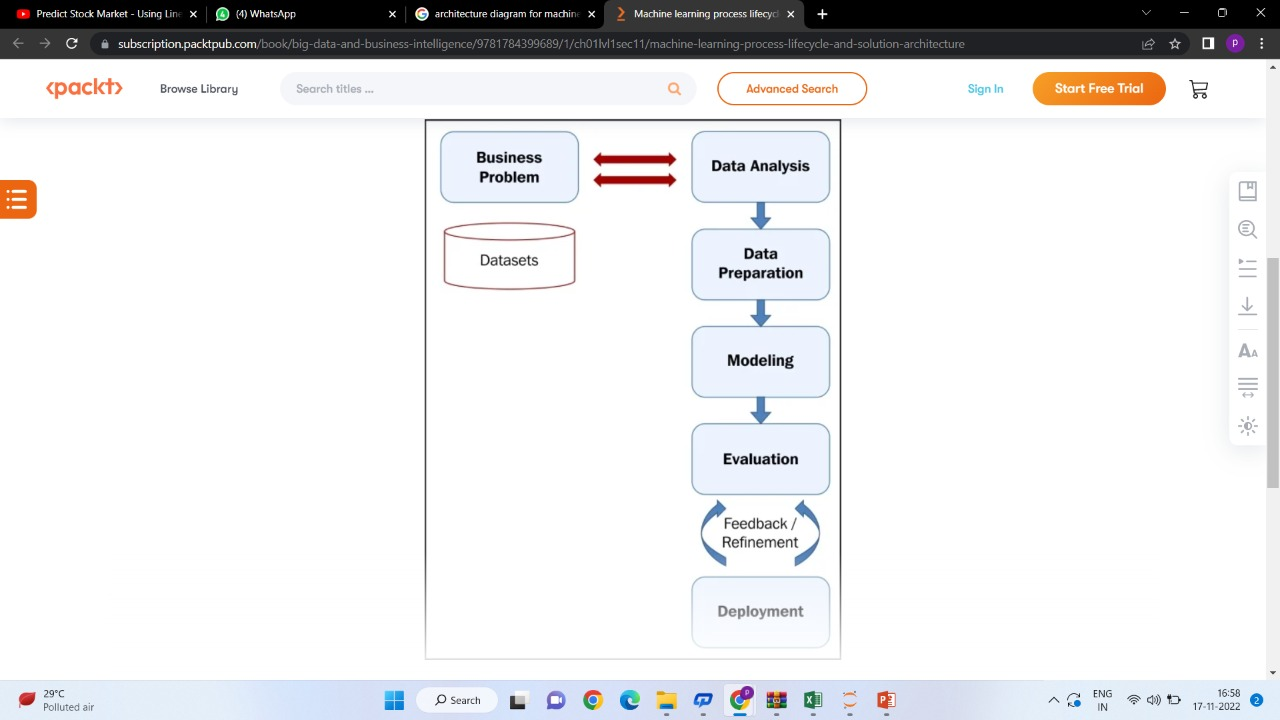 Predict Stock Market - Using Line
(4) WhatsApp
architecture diagram for machine
Machine learning process lifecycl
subscription.packtpub.com/book/big-data-and-business-intelligence/9781784399689/1/ch01lvl1sec11/machine-learning-process-lifecycle-and-solution-architecture
P
<packt>
Browse Library
Search titles ...
Advanced Search
Sign In
Start Free Trial
Business
Problem
Data Analysis
Datasets
Data
Preparation
Modeling
Evaluation
Feedback /
Refinement
Deployment
AA
29°C
Polluted air
Search
P
ENG
IN
16:58
17-11-2022
2